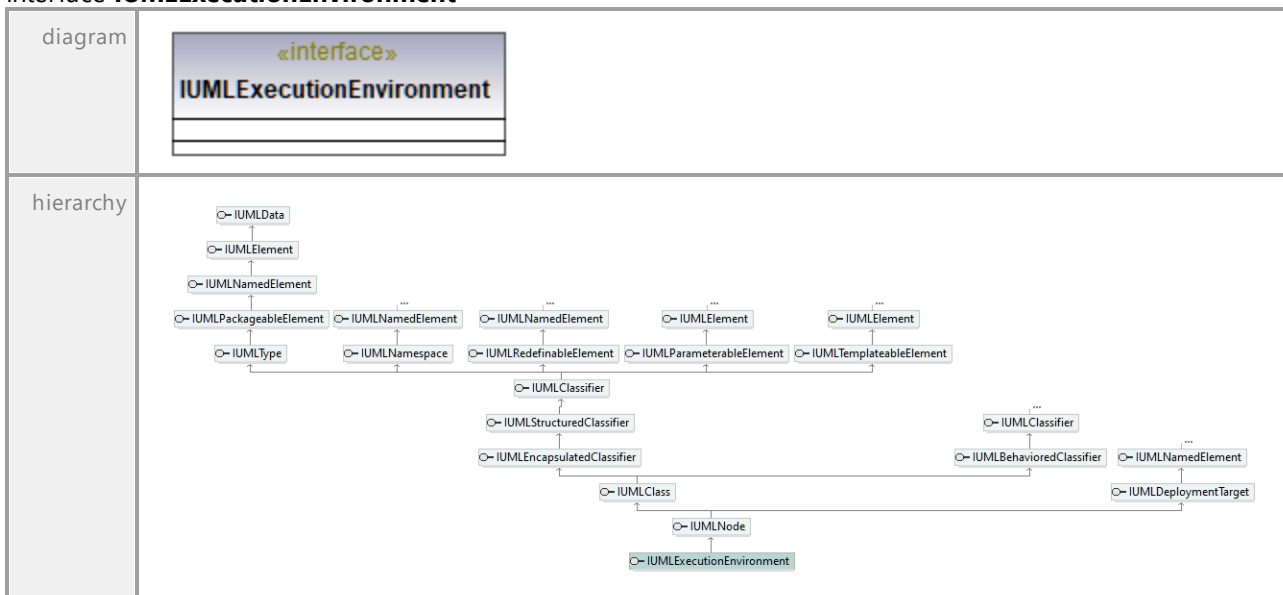 interface IUMLExecutionEnvironment
diagram
«interface»
IUMLExecutionEnvironment
hierarchy
IUMLData
IUMLElement
IUMLNamedElement
... ... ... ...
IUMLPackageableElement IUMLNamedElement IUMLNamedElement IUMLElement IUMLElement
IUMLType IUMLNamespace IUMLRedefinableElement IUMLParameterableElement IUMLTemplateableElement
IUMLClassifier
...
IUMLStructuredClassifier IUMLClassifier
...
IUMLEncapsulatedClassifier IUMLBehavioredClassifier IUMLNamedElement
IUMLClass IUMLDeploymentTarget
IUMLNode
IUMLExecutionEnvironment